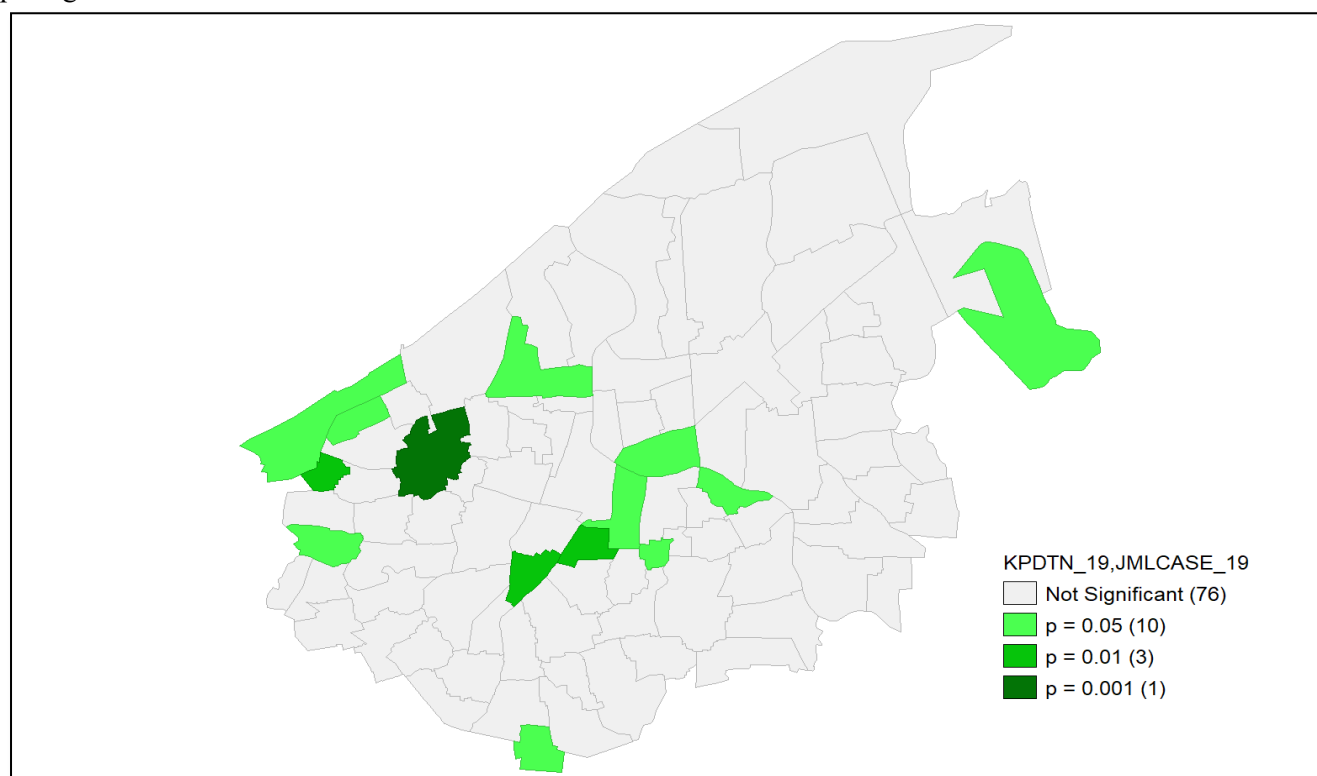 KPDTN_19,JMLCASE_19
Not Significant (76)
p = 0.05 (10)
p = 0.01 (3)
p = 0.001 (1)